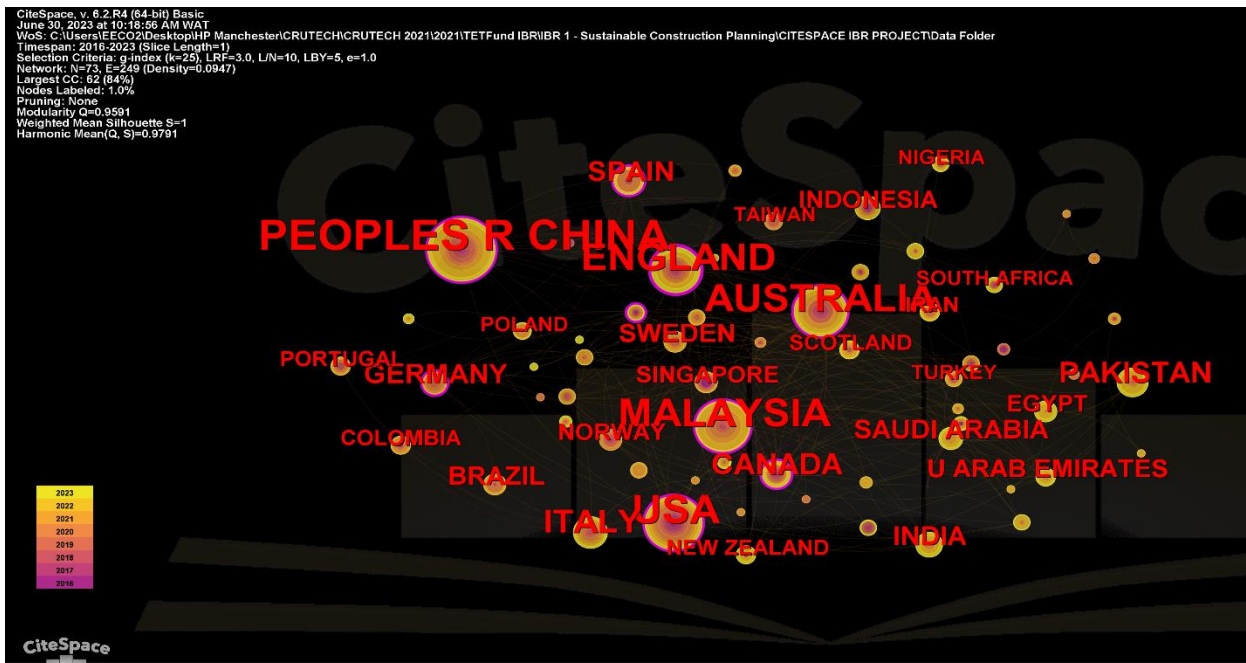 CiteSpace, v. 6.2.R4 (64-bit) Basic
June 30, 2023 at 10:18:56 AM WAT
WoS: C:\Users\EECO2\Desktop\HP Manchester\CRUTECH\CRUTECH 2021\2021\TETFund IBR\IBR 1 - Sustainable Construction Planning\CITESPACE IBR PROJECT\Data Folder
Timespan: 2016-2023 (Slice Length=1)
Selection Criteria: g-index (k=25), LRF=3.0, L/N=10, LBY=5, e=1.0
Network: N=73, E=249 (Density=0.0947)
Largest CC: 62 (84%)
Nodes Labeled: 1.0%
Pruning: None
Modularity Q=0.9591
Weighted Mean Silhouette S=1
Harmonic Mean(Q, S)=0.9791
CiteSpac
NIGERIA
SPAIN
INDONESIA
TAIWAN
PEOPLES R CHINA
ENGLAND
SOUTH AFRICA
AUSTRALIA
IRAN
POLAND
SWEDEN
SCOTLAND
PORTUGAL
GERMANY
SINGAPORE
TURKEY
PAKISTAN
EGYPT
MALAYSIA
COLOMBIA
NORWAY
SAUDI ARABIA
CANADA
U ARAB EMIRATES
BRAZIL
ITALY
USA
NEW ZEALAND
INDIA
2023
2022
2021
2020
2019
2018
2017
2016
CiteSpace